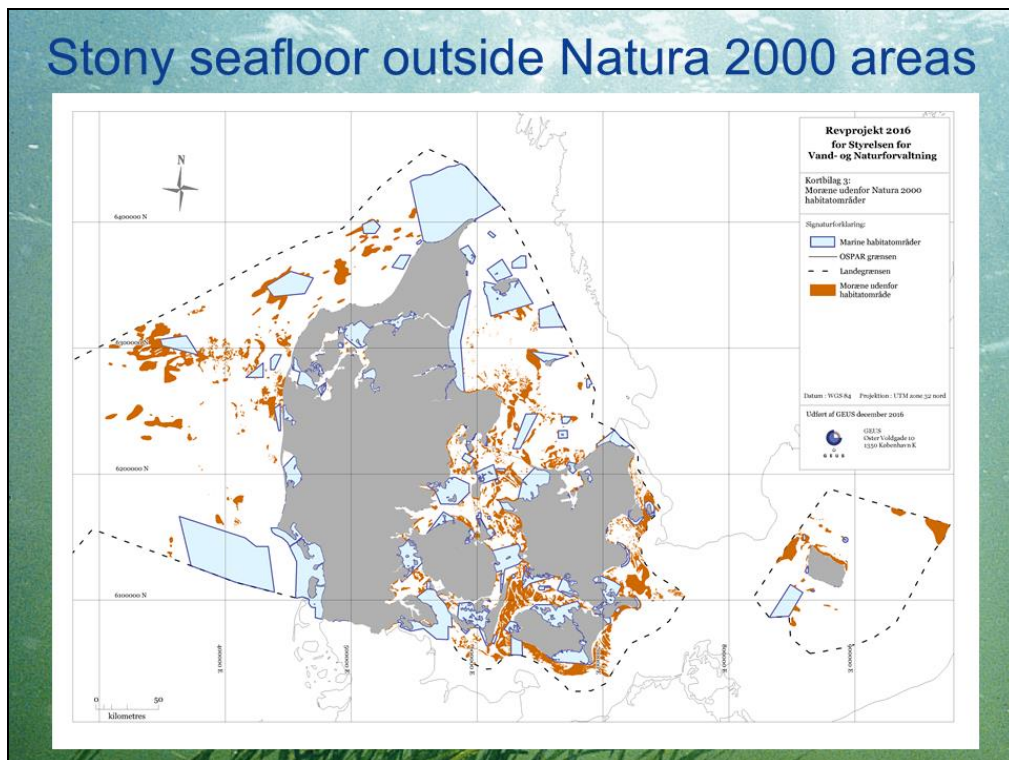 Stony seafloor outside Natura 2000 areas
Revprojekt 2016
for Styrelsen for
Vand- og Naturforvaltning
Kortbilag 3:
Moræne udenfor Natura 2000
habitatområder
Signaturforklaring:
Marine habitatområder
OSPAR grænsen
Landegrænsen
Moræne udenfor
habitatområde
Datum : WGS-84 Projektion : UTM zone 32 nord
Udført af GEUS december 2016
GEUS
Øster Voldgade 10
1350 København K
G E U S
N
6400000 N
6300000 N
6200000 N
6100000 N
400000 E
500000 E
600000 E
800000 E
900000 E
0 50
kilometres